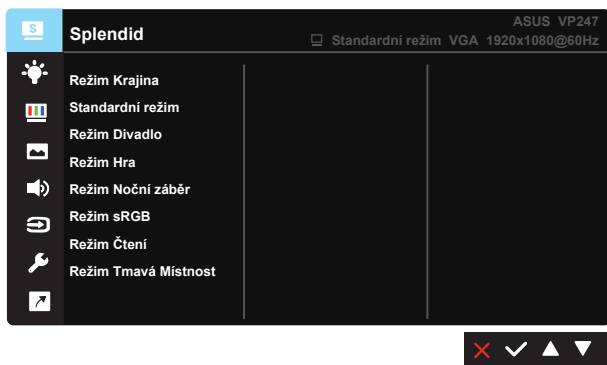 S
Splendid
ASUS VP247
Standardní režim VGA 1920x1080@60Hz
Režim Krajina
Standardní režim
Režim Divadlo
Režim Hra
Režim Noční záběr
Režim sRGB
Režim Čtení
Režim Tmavá Místnost